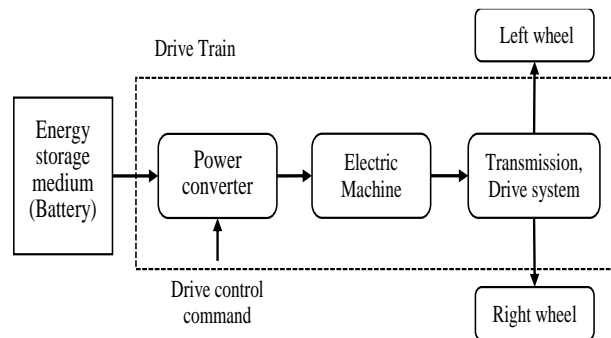 Left wheel
Drive Train
Energy
storage
medium
(Battery)
Power
converter
Electric
Machine
Transmission,
Drive system
Drive control
command
Right wheel